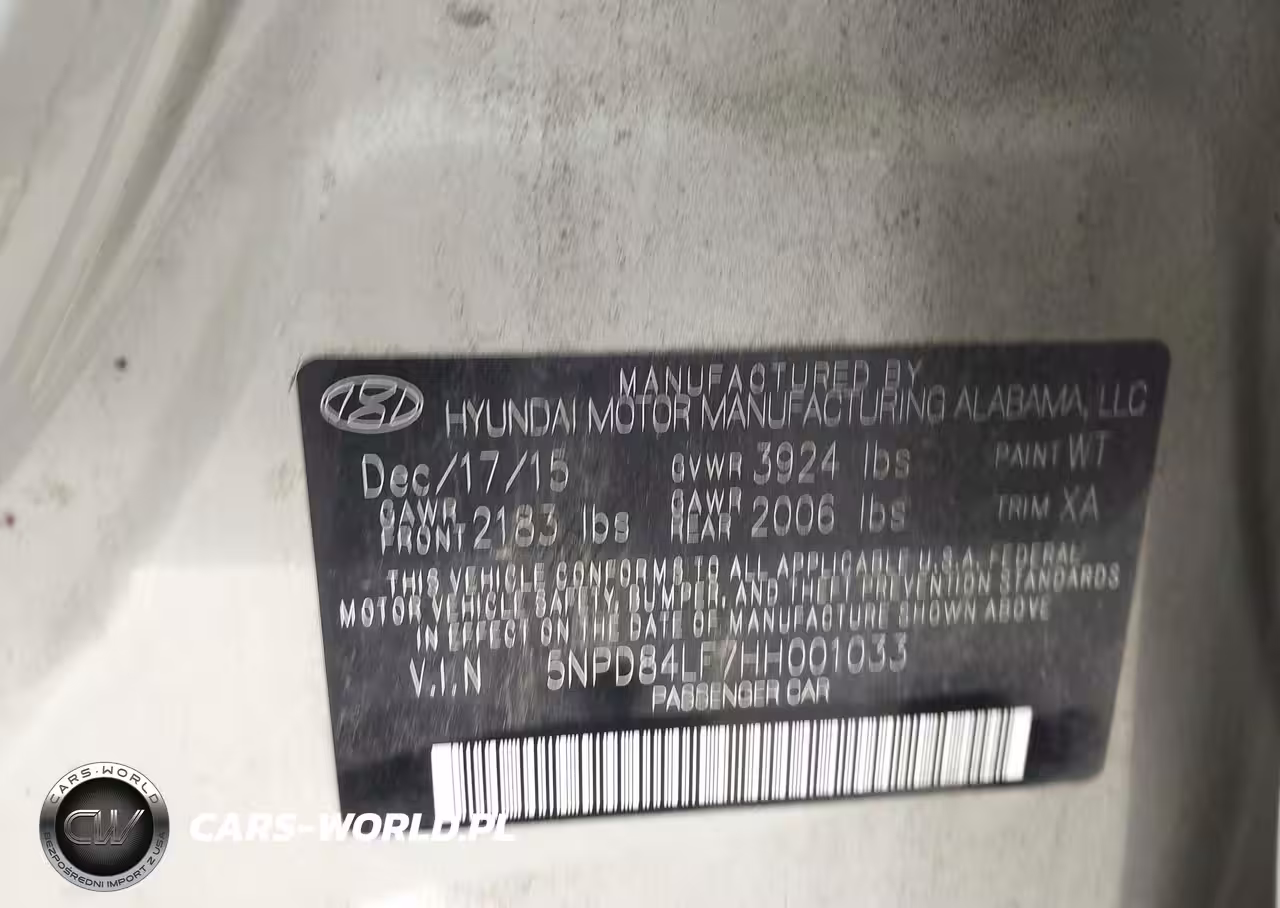 MANUFACTURED BY
HYUNDAI MOTOR MANUFACTURING ALABAMA, LLC
Dec/17/15 GVWR 3924 lbs PAINT WT
GAWR FRONT 2183 lbs GAWR REAR 2006 lbs TRIM XA
THIS VEHICLE CONFORMS TO ALL APPLICABLE U.S.A. FEDERAL
MOTOR VEHICLE SAFETY, BUMPER, AND THEFT PREVENTION STANDARDS
IN EFFECT ON THE DATE OF MANUFACTURE SHOWN ABOVE
V.I.N 5NPD84LF7HH001033
PASSENGER CAR
CARS-WORLD
CW
BEZPOŚREDNI IMPORT Z USA
CARS-WORLD.PL